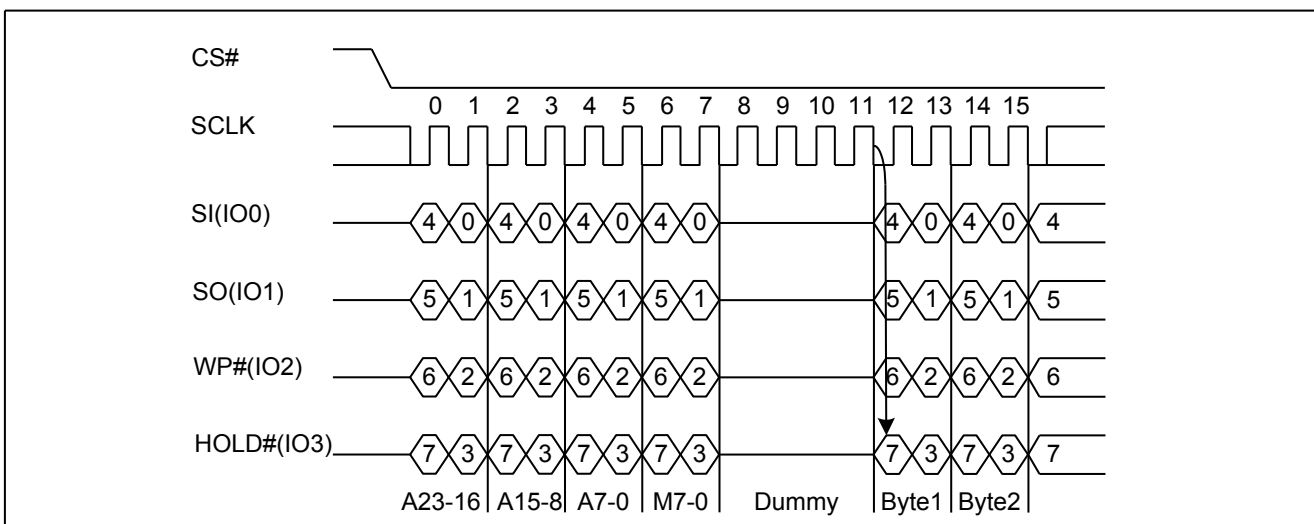 CS#
0 1 2 3 4 5 6 7 8 9 10 11 12 13 14 15
SCLK
SI(IO0) 4 0 4 0 4 0 4 0 4 0 4 0 4
SO(IO1) 5 1 5 1 5 1 5 1 5 1 5 1 5
WP#(IO2) 6 2 6 2 6 2 6 2 6 2 6 2 6
HOLD#(IO3) 7 3 7 3 7 3 7 3 7 3 7 3 7
A23-16 A15-8 A7-0 M7-0 Dummy Byte1 Byte2